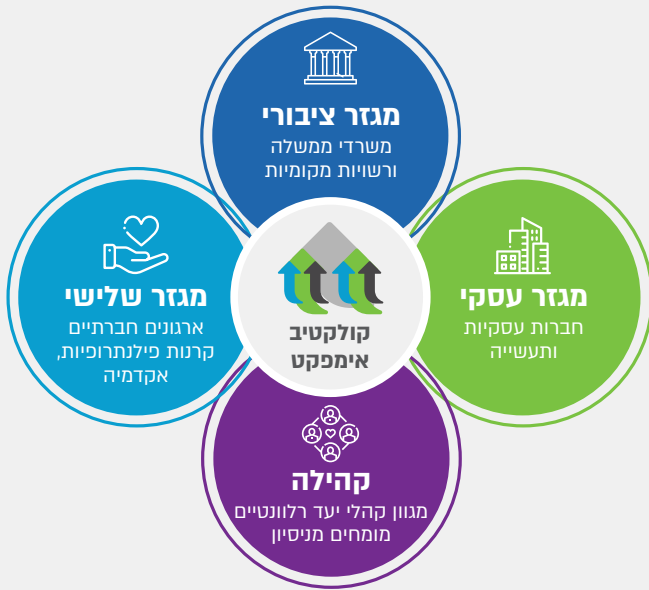 מגזר ציבורי
משרדי ממשלה
ורשויות מקומיות
מגזר עסקי
חברות עסקיות
ותעשייה
קולקטיב
אימפקט
מגזר שלישי
ארגונים חברתיים
קרנות פילנתרופיות,
אקדמיה
קהילה
מגוון קהלי יעד רלוונטיים
מומחים מניסיון